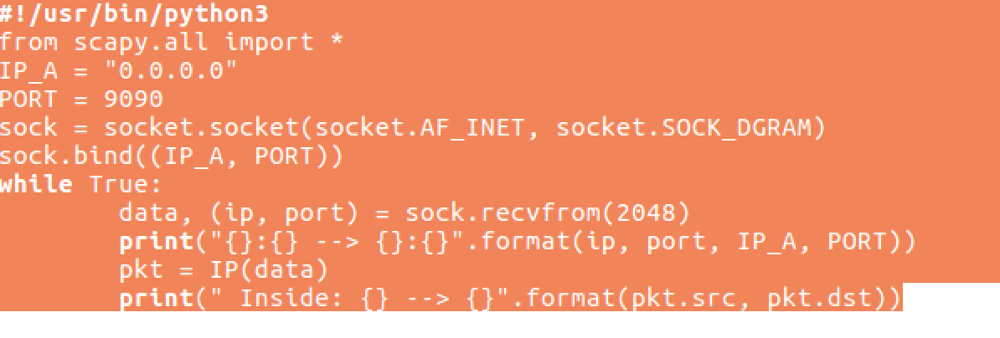 #!/usr/bin/python3
from scapy.all import *
IP_A = "0.0.0.0"
PORT = 9090
sock = socket.socket(socket.AF_INET, socket.SOCK_DGRAM)
sock.bind((IP_A, PORT))
while True:
        data, (ip, port) = sock.recvfrom(2048)
        print("{}:{} --> {}:{}".format(ip, port, IP_A, PORT))
        pkt = IP(data)
        print(" Inside: {} --> {}".format(pkt.src, pkt.dst))